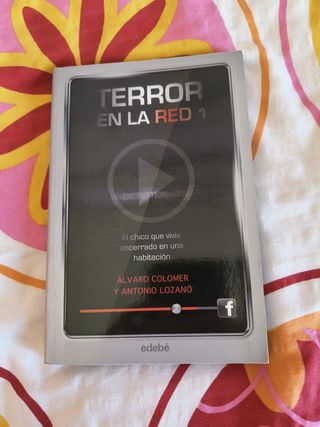 TERROR
EN LA RED 1
El chico que vivía
encerrado en una
habitación
ÁLVARO COLOMER
Y ANTONIO LOZANO
f
edebé